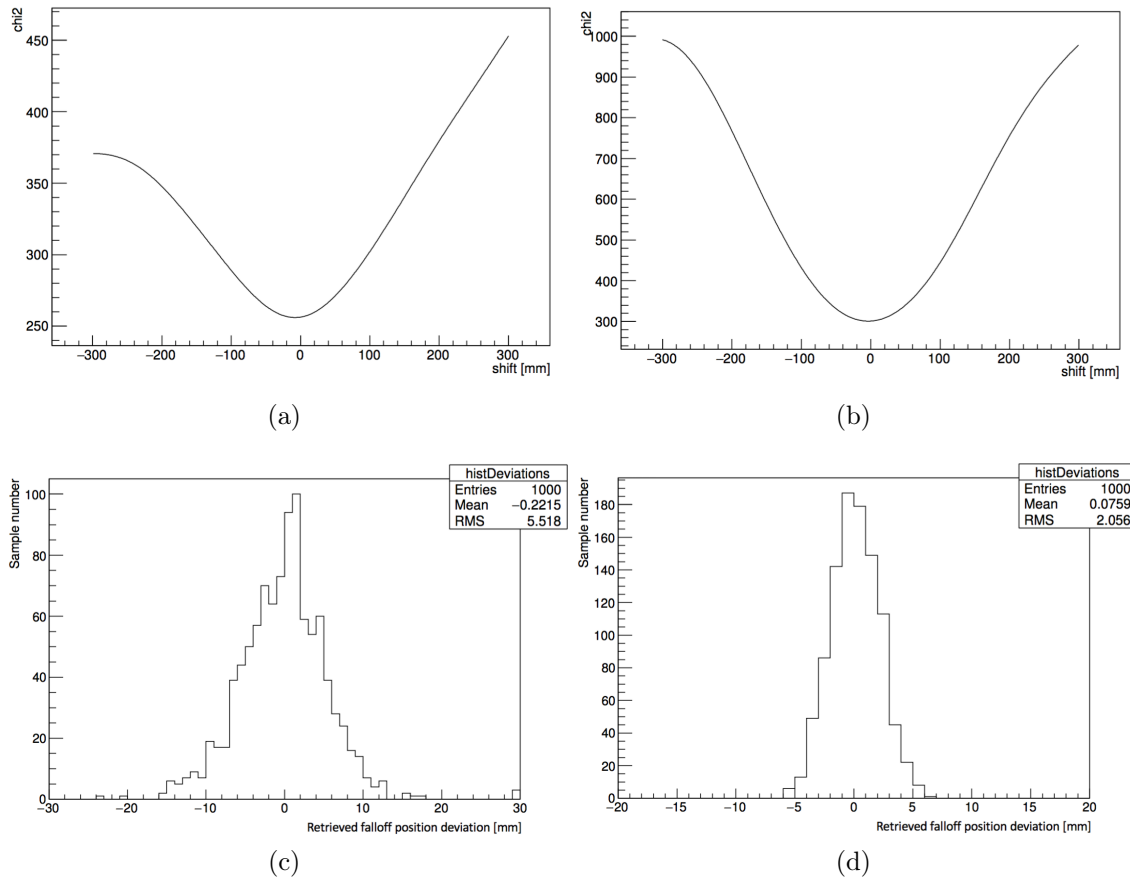 chi2
450
400
350
300
250
−300 −200 −100 0 100 200 300
shift [mm]
(a)
chi2
1000
900
800
700
600
500
400
300
−300 −200 −100 0 100 200 300
shift [mm]
(b)
histDeviations
Entries 1000
Mean −0.2215
RMS 5.518
Sample number
100
80
60
40
20
0
−30 −20 −10 0 10 20 30
Retrieved falloff position deviation [mm]
(c)
histDeviations
Entries 1000
Mean 0.0759
RMS 2.056
Sample number
180
160
140
120
100
80
60
40
20
0
−20 −15 −10 −5 0 5 10 15 20
Retrieved falloff position deviation [mm]
(d)